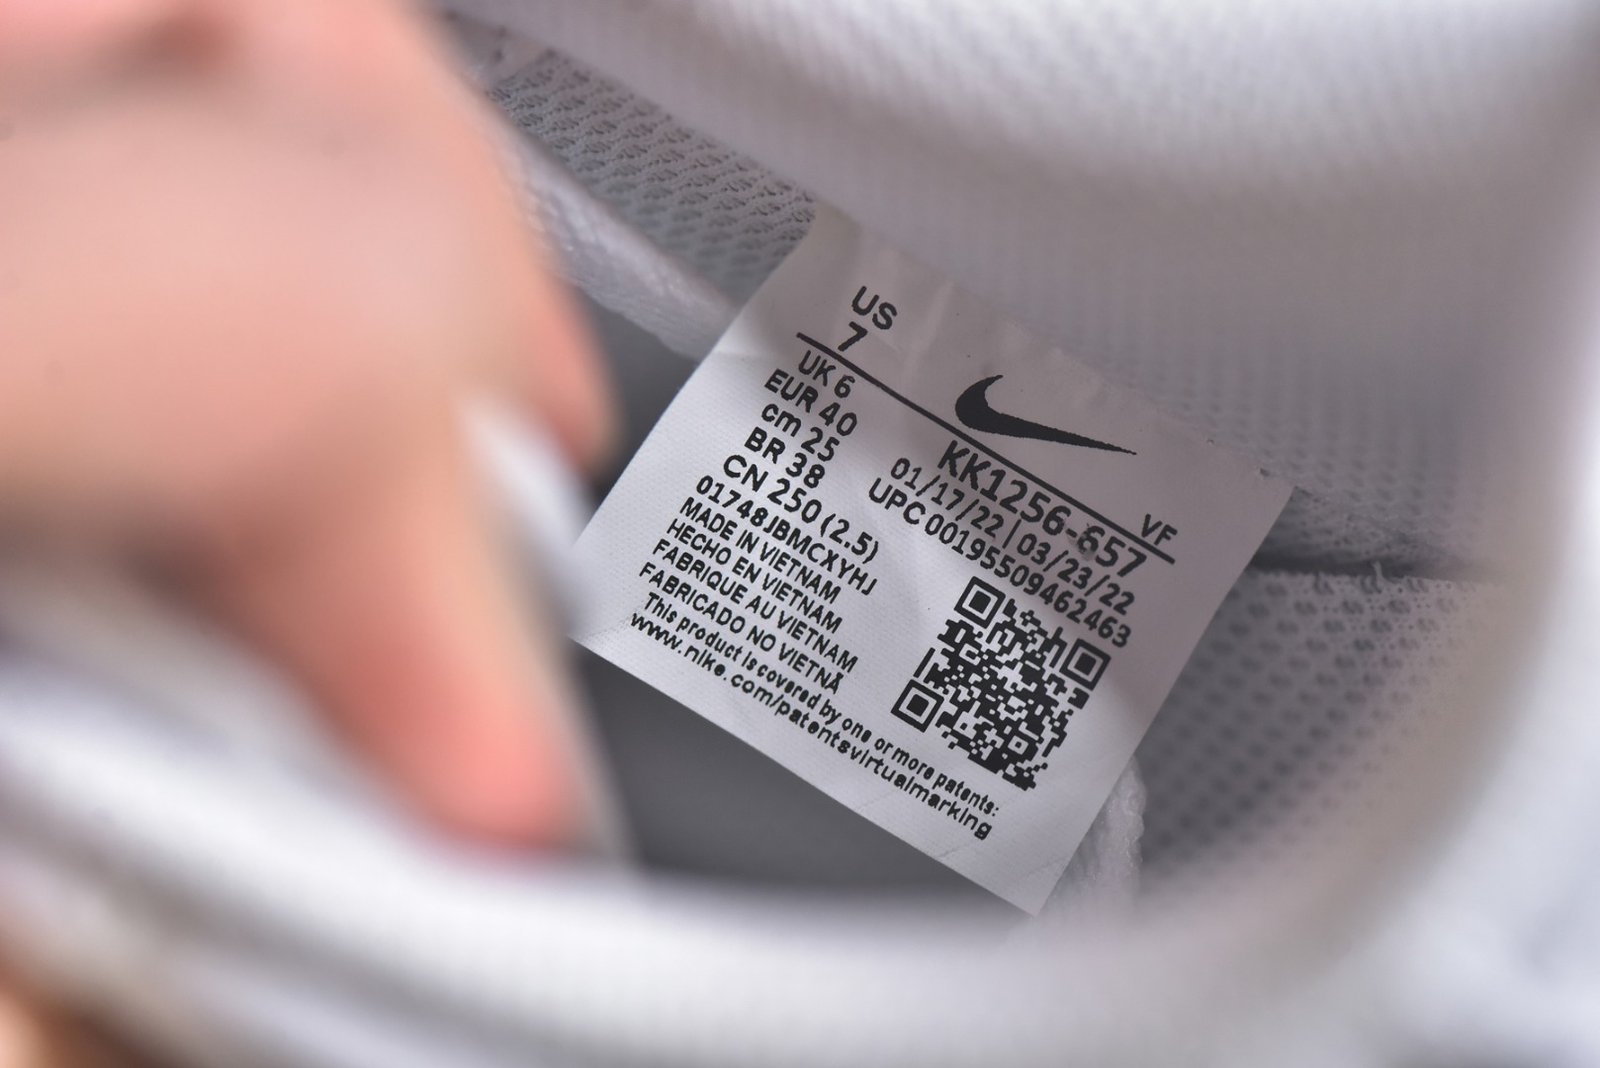 US
7
UK 6
EUR 40
cm 25
BR 38
CN 250 (2.5)
01748JBMCXYHJ
MADE IN VIETNAM
HECHO EN VIETNAM
FABRIQUE AU VIETNAM
FABRICADO NO VIETNÃ
This product is covered by one or more patents:
www.nike.com/patentsvirtualmarking
VF
KK1256-657
01/17/22 | 03/23/22
UPC 00195509462463